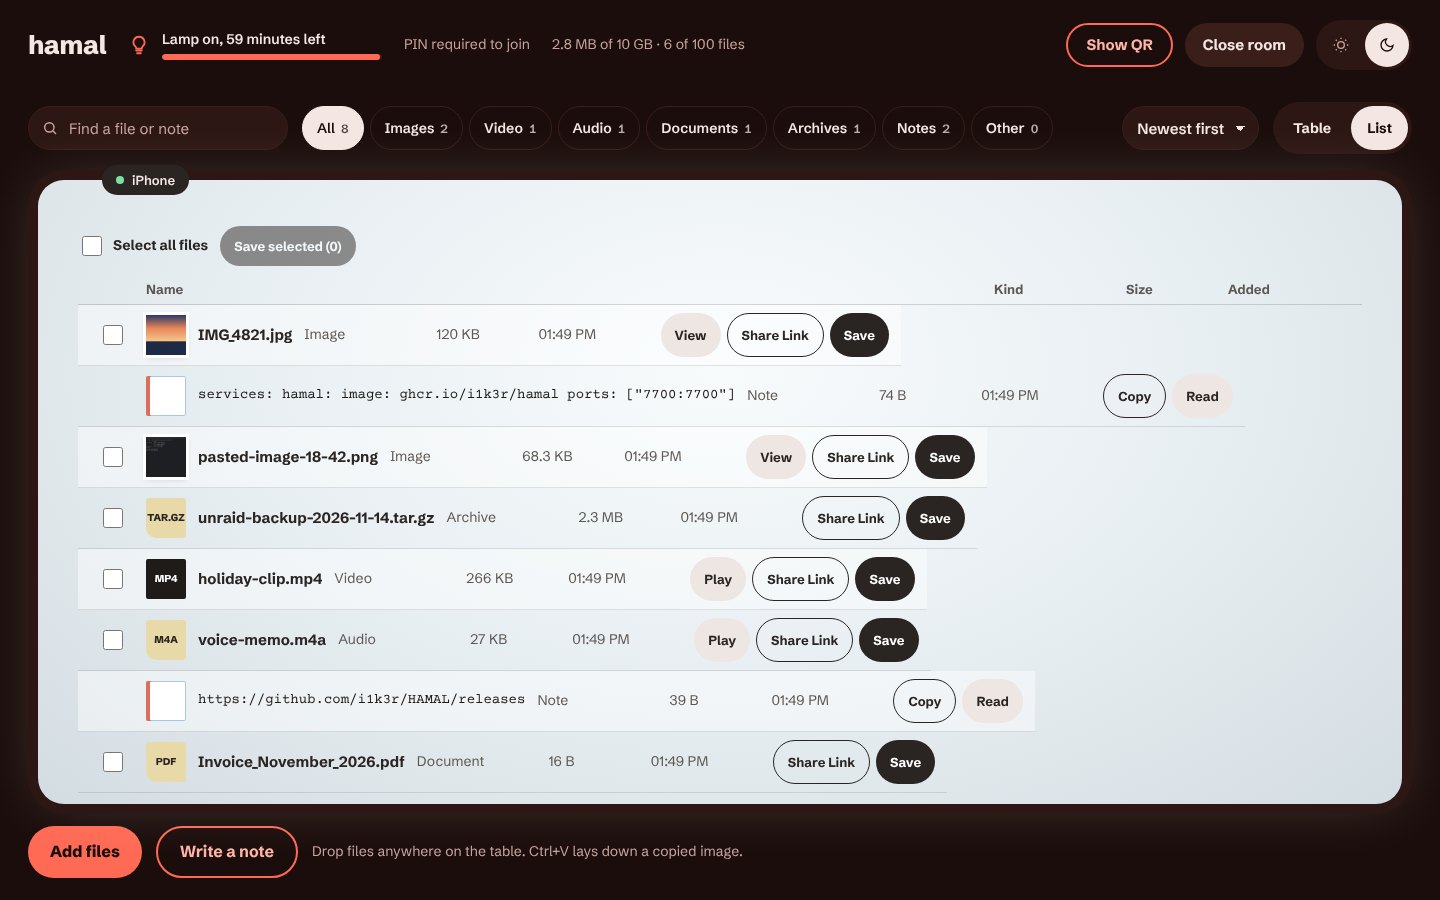 hamal
Lamp on, 59 minutes left
PIN required to join
2.8 MB of 10 GB · 6 of 100 files
Show QR
Close room
Find a file or note
All 8
Images 2
Video 1
Audio 1
Documents 1
Archives 1
Notes 2
Other 0
Newest first
Table
List
iPhone
Select all files
Save selected (0)
Name Kind Size Added
IMG_4821.jpg Image 120 KB 01:49 PM View Share Link Save
services: hamal: image: ghcr.io/i1k3r/hamal ports: ["7700:7700"] Note 74 B 01:49 PM Copy Read
pasted-image-18-42.png Image 68.3 KB 01:49 PM View Share Link Save
TAR.GZ unraid-backup-2026-11-14.tar.gz Archive 2.3 MB 01:49 PM Share Link Save
MP4 holiday-clip.mp4 Video 266 KB 01:49 PM Play Share Link Save
M4A voice-memo.m4a Audio 27 KB 01:49 PM Play Share Link Save
https://github.com/i1k3r/HAMAL/releases Note 39 B 01:49 PM Copy Read
PDF Invoice_November_2026.pdf Document 16 B 01:49 PM Share Link Save
Add files
Write a note
Drop files anywhere on the table. Ctrl+V lays down a copied image.